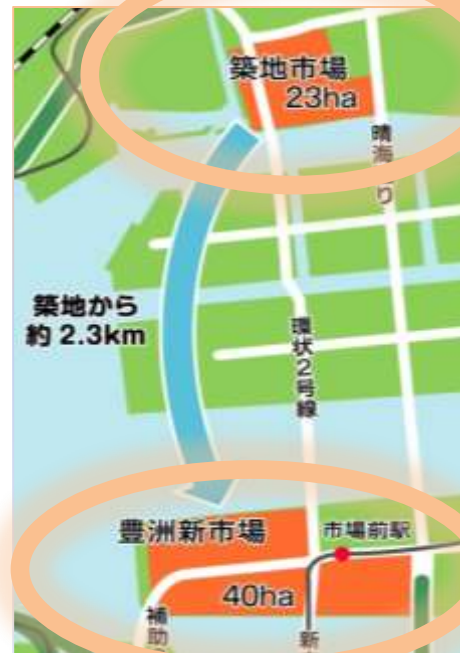 築地市場
23ha
晴海
り
築地から
約 2.3km
環状2号線
豊洲新市場
市場前駅
40ha
補助
新